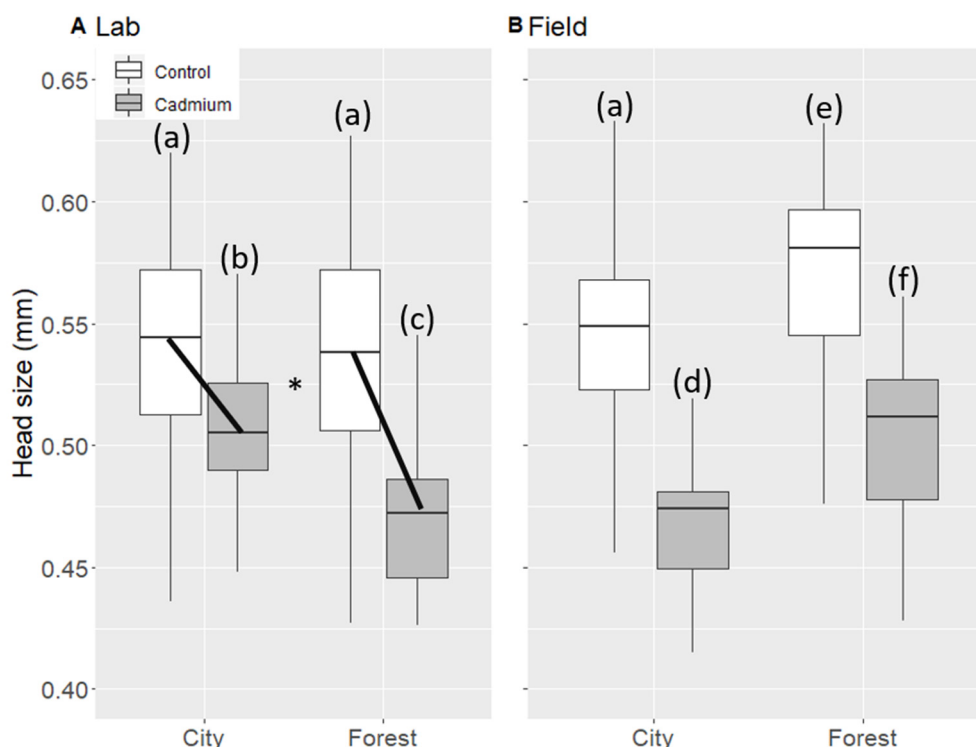 A Lab
B Field
Control
Cadmium
Head size (mm)
0.65
0.60
0.55
0.50
0.45
0.40
(a)
(b)
(a)
(c)
*
(a)
(d)
(e)
(f)
City
Forest
City
Forest